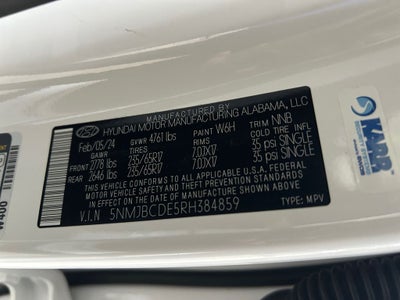 MANUFACTURED BY
HYUNDAI MOTOR MANUFACTURING ALABAMA, LLC
Feb/05/24 GVWR 4761 lbs PAINT W6H TRIM NNB
GAWR TIRES RIMS COLD TIRE INFL.
FRONT 2778 lbs 235/65R17 7.0JX17 35 psi SINGLE
REAR 2646 lbs 235/65R17 7.0JX17 35 psi SINGLE
THIS VEHICLE CONFORMS TO ALL APPLICABLE U.S.A. FEDERAL
MOTOR VEHICLE SAFETY AND THEFT PREVENTION STANDARDS
IN EFFECT ON THE DATE OF MANUFACTURE SHOWN ABOVE.
V.I.N 5NMJBCDE5RH384859 TYPE: MPV
KARR
W400